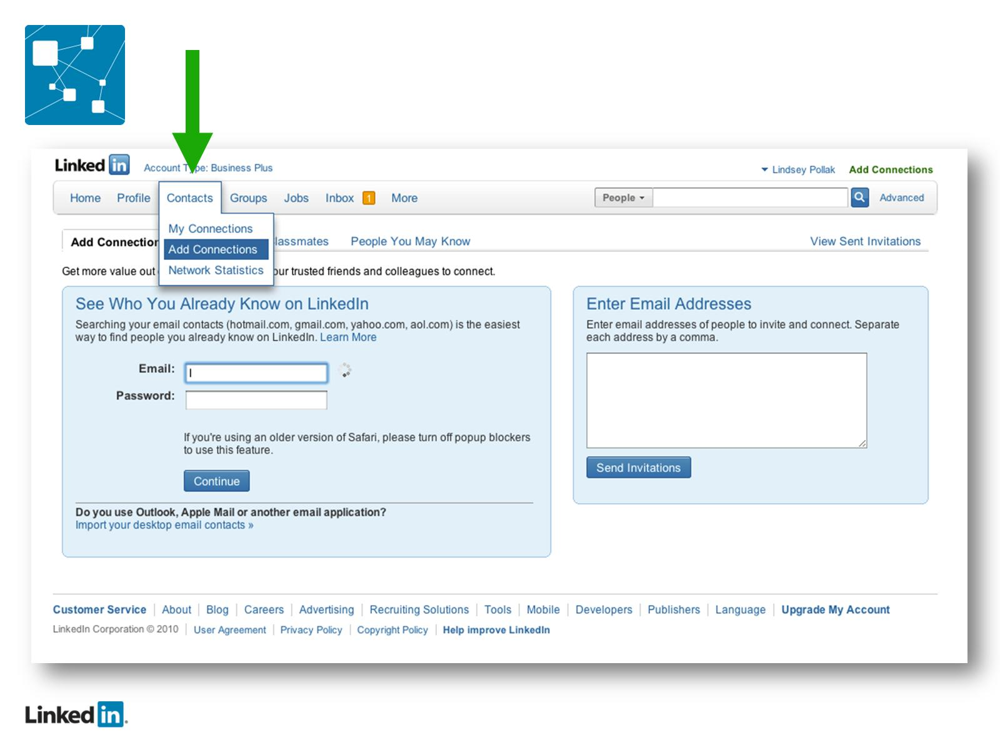 Linked in Account Type: Business Plus
Lindsey Pollak Add Connections
Home Profile Contacts Groups Jobs Inbox 1 More People Advanced
My Connections
Add Connections
Network Statistics
Add Connection lassmates People You May Know View Sent Invitations
Get more value out our trusted friends and colleagues to connect.
See Who You Already Know on LinkedIn
Searching your email contacts (hotmail.com, gmail.com, yahoo.com, aol.com) is the easiest
way to find people you already know on LinkedIn. Learn More
Email:
Password:
If you're using an older version of Safari, please turn off popup blockers
to use this feature.
Continue
Do you use Outlook, Apple Mail or another email application?
Import your desktop email contacts »
Enter Email Addresses
Enter email addresses of people to invite and connect. Separate
each address by a comma.
Send Invitations
Customer Service About Blog Careers Advertising Recruiting Solutions Tools Mobile Developers Publishers Language Upgrade My Account
LinkedIn Corporation © 2010 User Agreement Privacy Policy Copyright Policy Help improve LinkedIn
Linked in.